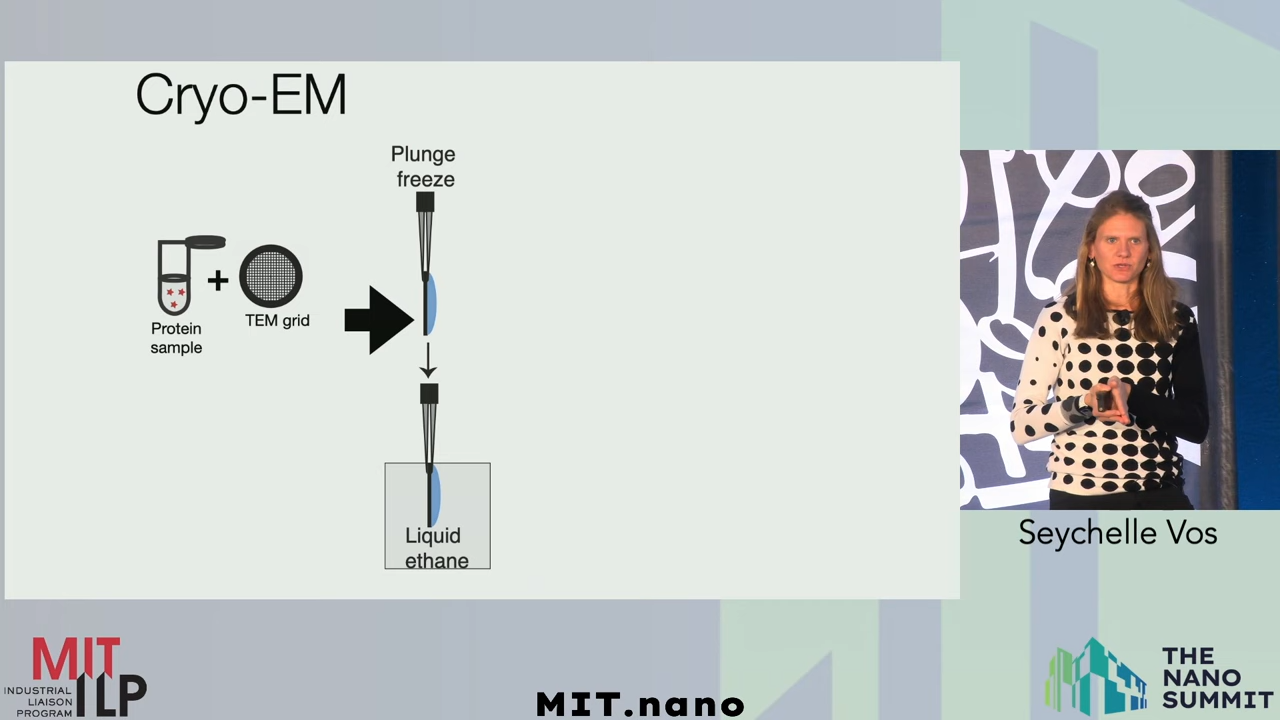 Cryo-EM
Plunge
freeze
+
Protein
sample
TEM grid
Liquid
ethane
Seychelle Vos
MIT
ILP
INDUSTRIAL
LIAISON
PROGRAM
MIT.nano
THE
NANO
SUMMIT